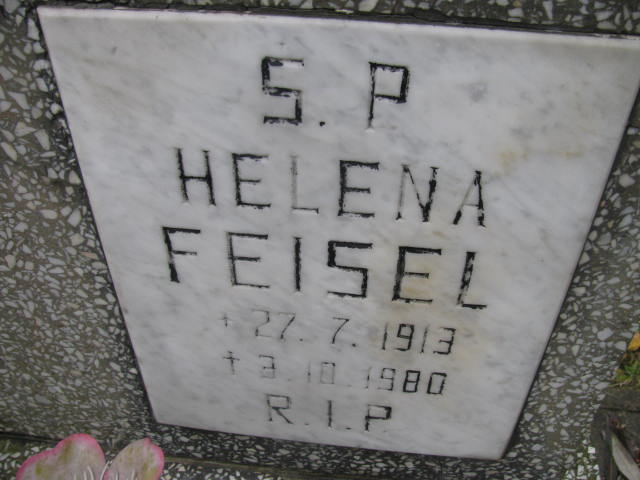 S. P
HELENA
FEISEL
+ 27. 7. 1913
† 3. 10. 1980
R. I. P